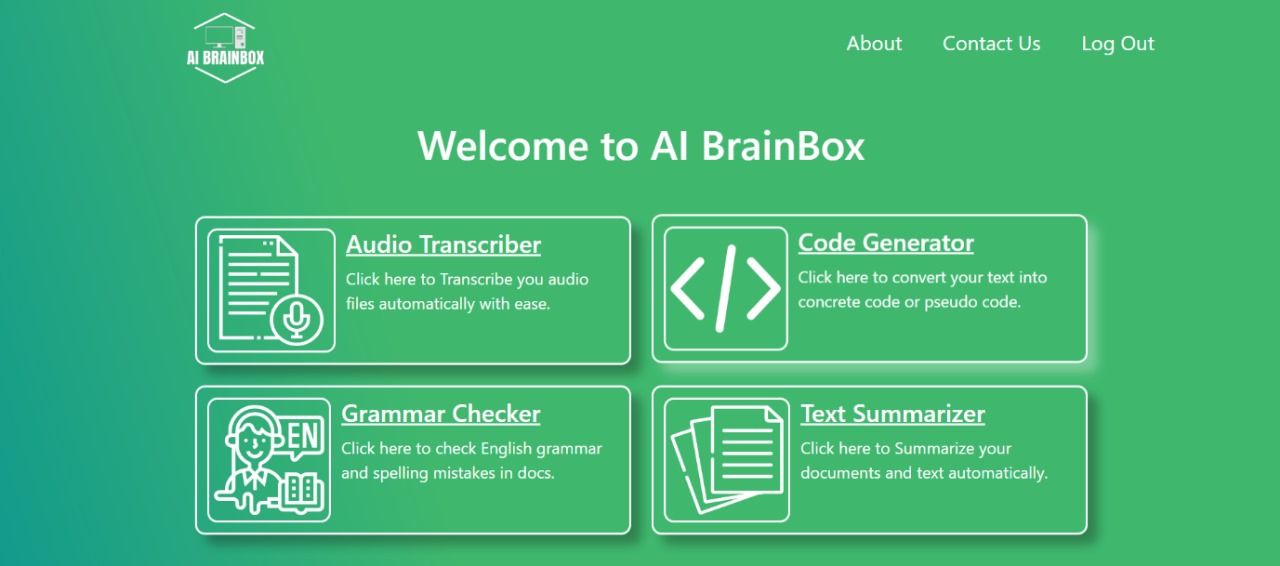 AI BRAINBOX
About
Contact Us
Log Out
Welcome to AI BrainBox
Audio Transcriber
Click here to Transcribe you audio
files automatically with ease.
Code Generator
Click here to convert your text into
concrete code or pseudo code.
Grammar Checker
Click here to check English grammar
and spelling mistakes in docs.
EN
Text Summarizer
Click here to Summarize your
documents and text automatically.